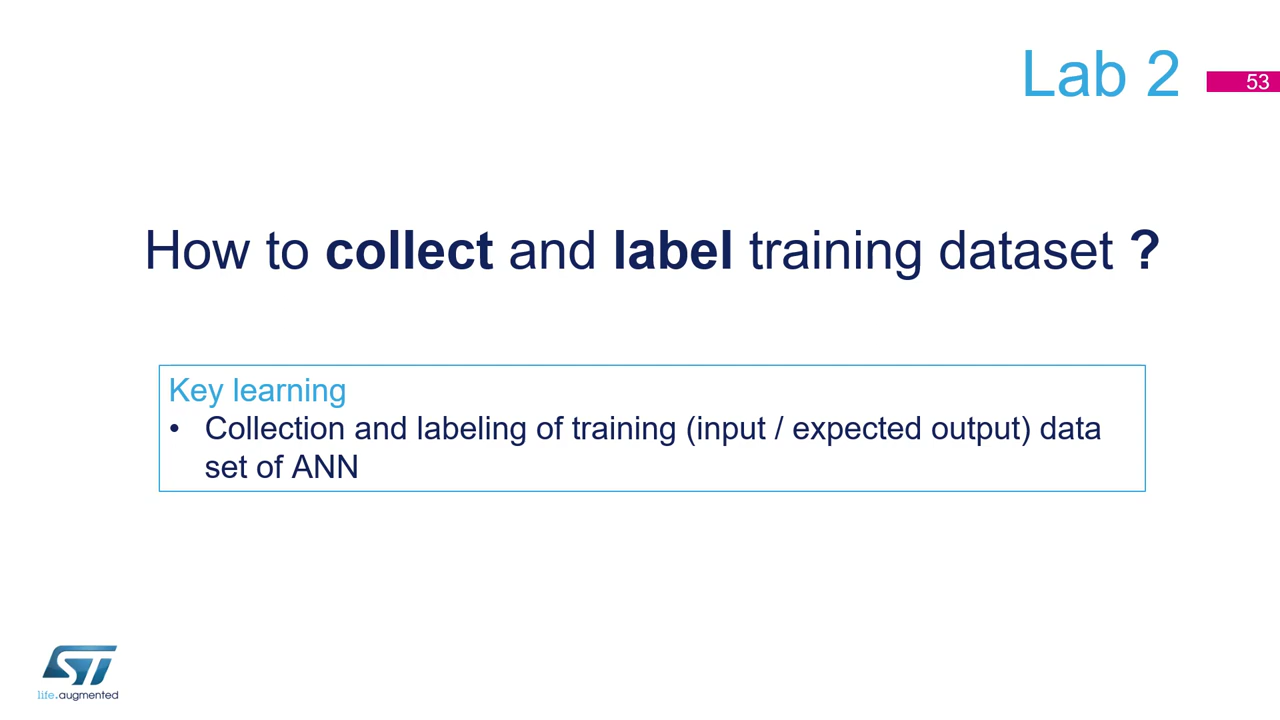 Lab 2
53
How to collect and label training dataset ?
Key learning
• Collection and labeling of training (input / expected output) data
set of ANN
ST
life.augmented